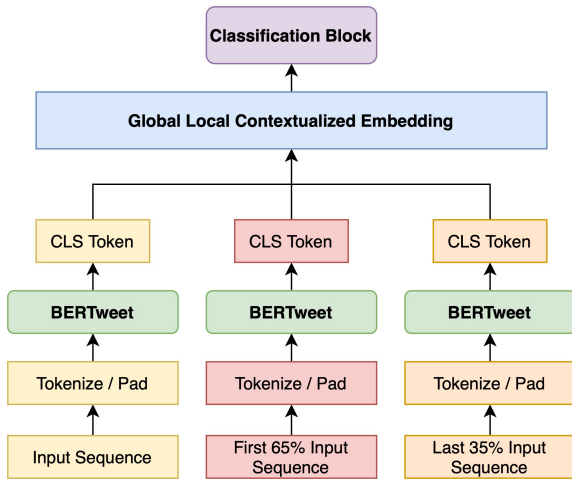 Classification Block
Global Local Contextualized Embedding
CLS Token
CLS Token
CLS Token
BERTweet
BERTweet
BERTweet
Tokenize / Pad
Tokenize / Pad
Tokenize / Pad
Input Sequence
First 65% Input
Sequence
Last 35% Input
Sequence